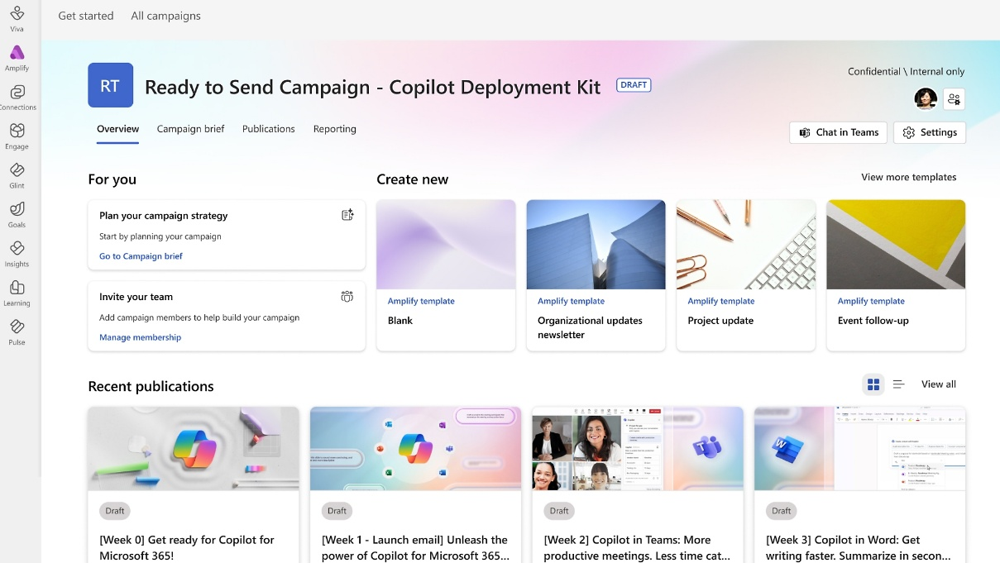 Get started All campaigns
Viva
Amplify
Connections
Engage
Glint
Goals
Insights
Learning
Pulse
RT
Ready to Send Campaign - Copilot Deployment Kit DRAFT
Confidential \ Internal only
Overview Campaign brief Publications Reporting
Chat in Teams Settings
For you
Plan your campaign strategy
Start by planning your campaign
Go to Campaign brief
Invite your team
Add campaign members to help build your campaign
Manage membership
Create new
View more templates
Amplify template
Blank
Amplify template
Organizational updates
newsletter
Amplify template
Project update
Amplify template
Event follow-up
Recent publications
View all
Draft
[Week 0] Get ready for Copilot for
Microsoft 365!
Draft
[Week 1 - Launch email] Unleash the
power of Copilot for Microsoft 365...
Draft
[Week 2] Copilot in Teams: More
productive meetings. Less time cat...
Draft
[Week 3] Copilot in Word: Get
writing faster. Summarize in secon...